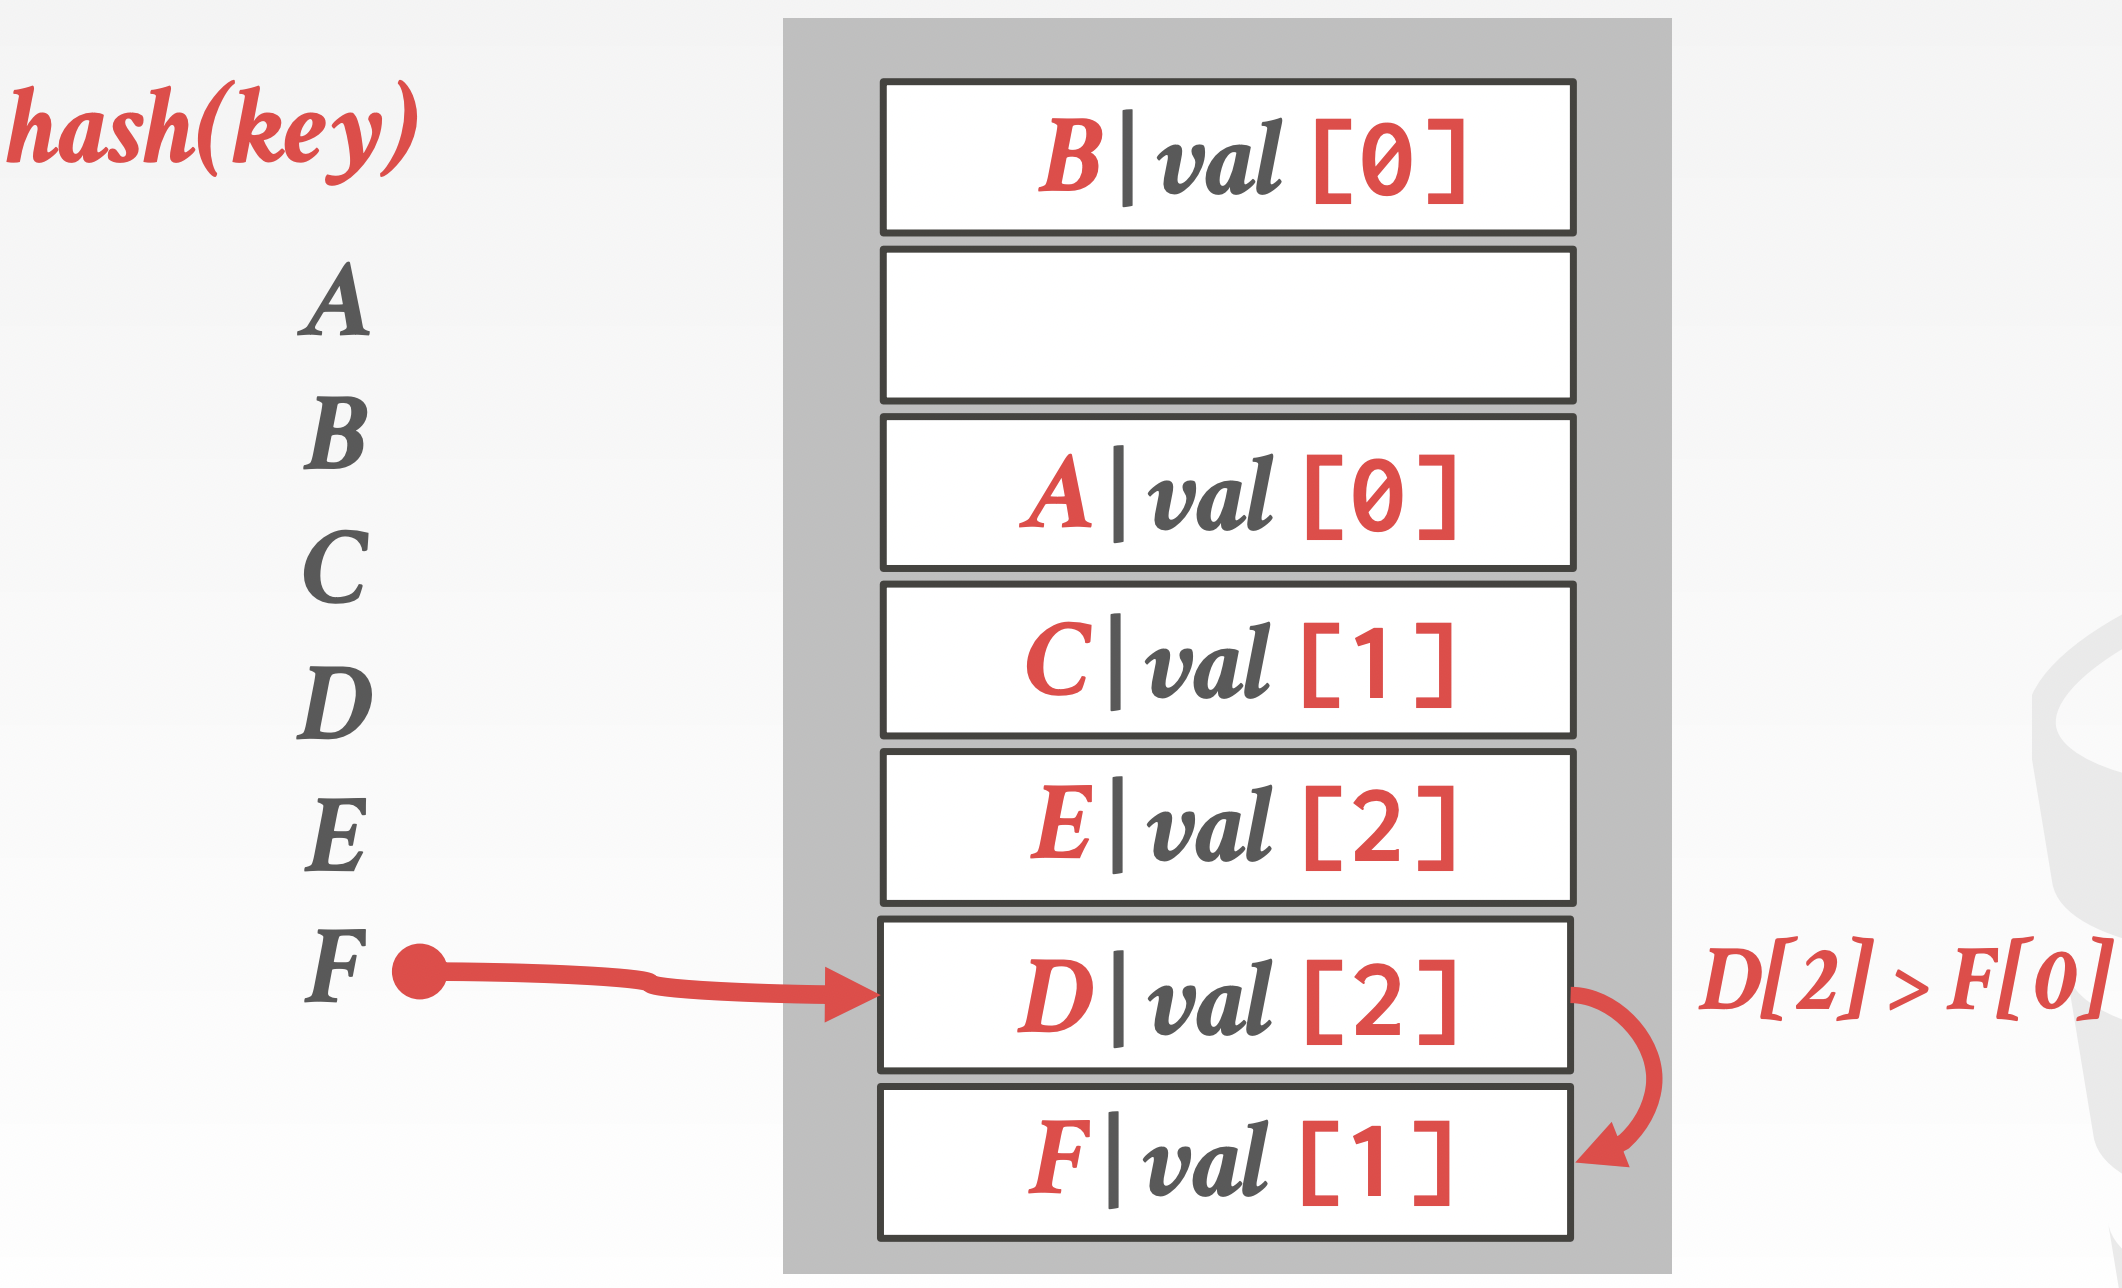 hash(key)
A
B
C
D
E
F
B|val [0]
A|val [0]
C|val [1]
E|val [2]
D|val [2]
F|val [1]
D[2] > F[0]